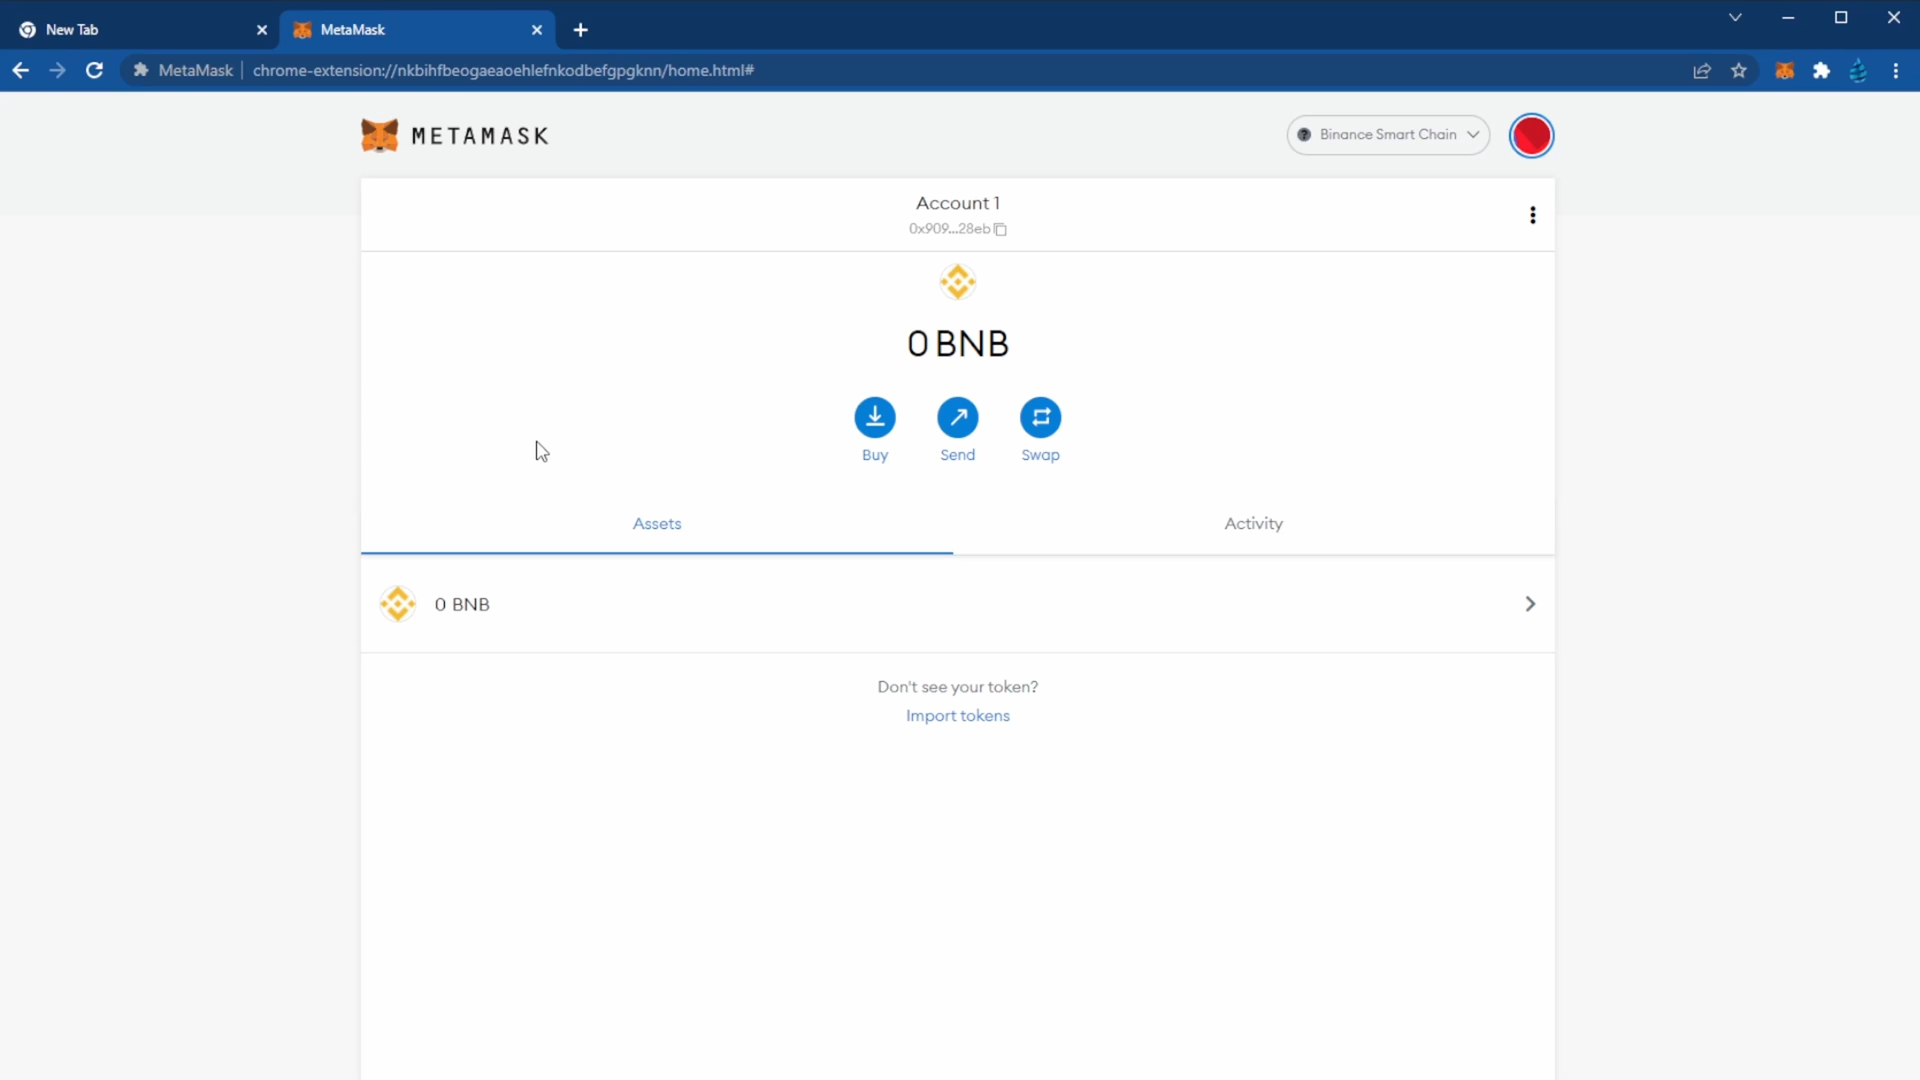 New Tab
MetaMask
MetaMask
chrome-extension://nkbihfbeogaeaoehlefnkodbefgpgknn/home.html#
METAMASK
Binance Smart Chain
Account 1
0x909...28eb
0 BNB
Buy
Send
Swap
Assets
Activity
0 BNB
Don't see your token?
Import tokens